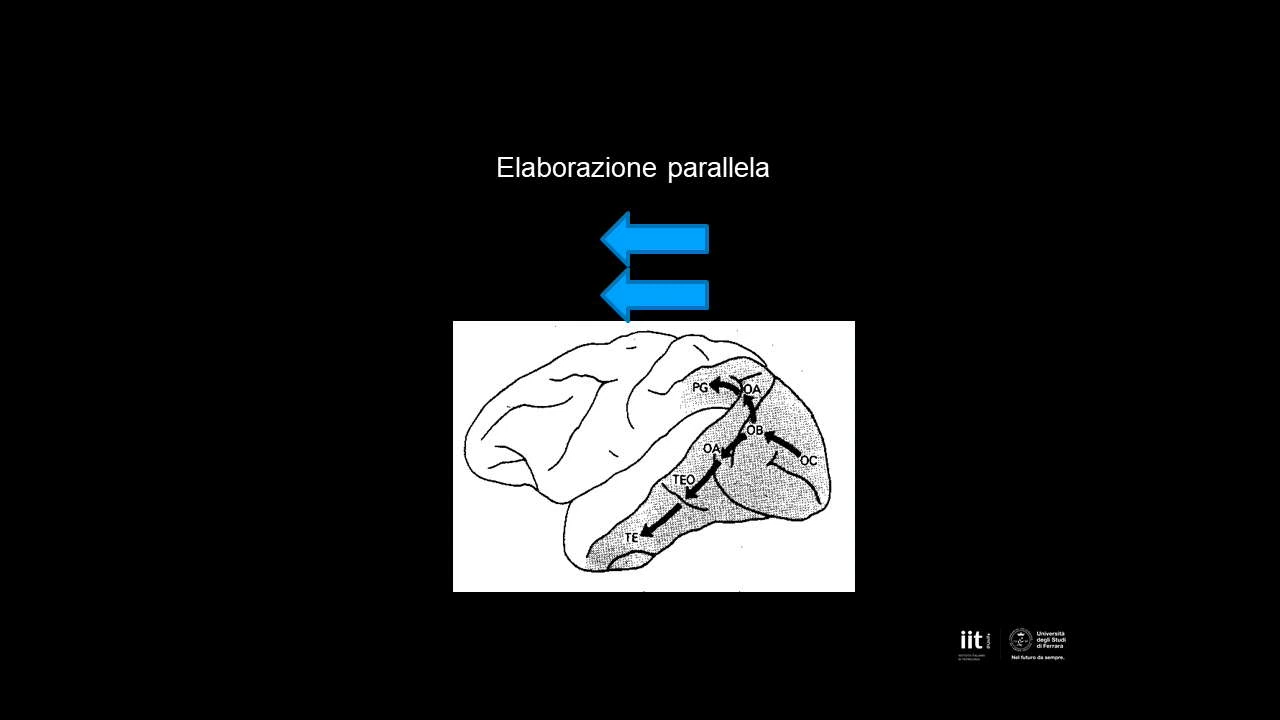 Elaborazione parallela
PG
OA
OB
OA
OC
TEO
TE
iit
Università
degli Studi
di Ferrara
Nel futuro da sempre.